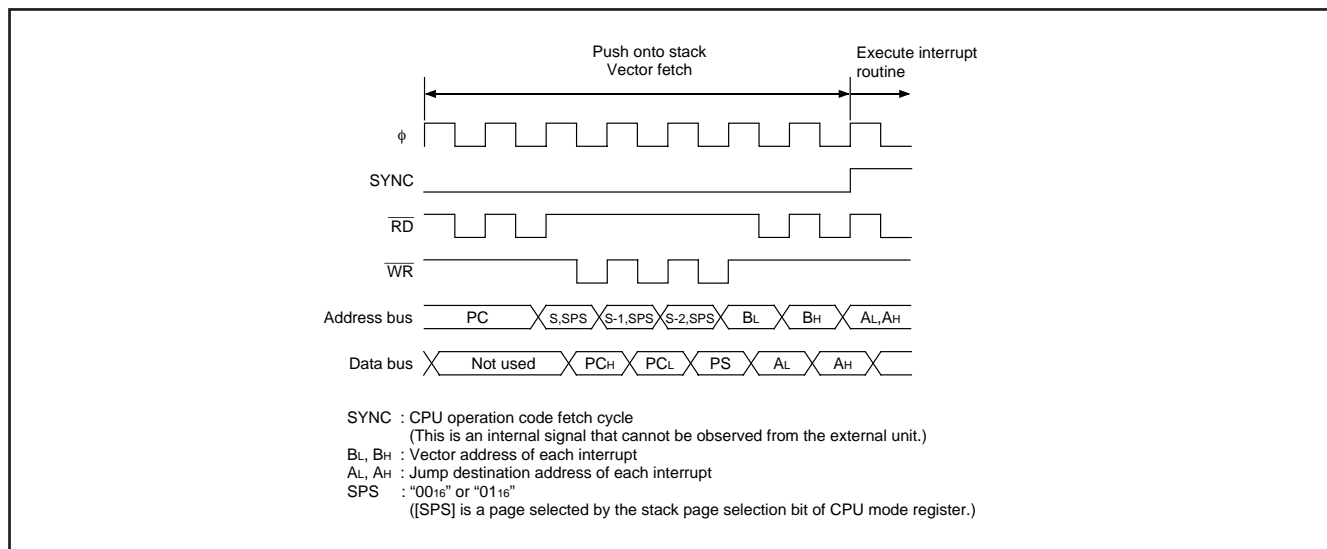 Push onto stack
Vector fetch
Execute interrupt
routine
ϕ
SYNC
RD
WR
Address bus PC S,SPS S-1,SPS S-2,SPS BL BH AL,AH
Data bus Not used PCH PCL PS AL AH
SYNC : CPU operation code fetch cycle
(This is an internal signal that cannot be observed from the external unit.)
BL, BH : Vector address of each interrupt
AL, AH : Jump destination address of each interrupt
SPS : “0016” or “0116”
([SPS] is a page selected by the stack page selection bit of CPU mode register.)